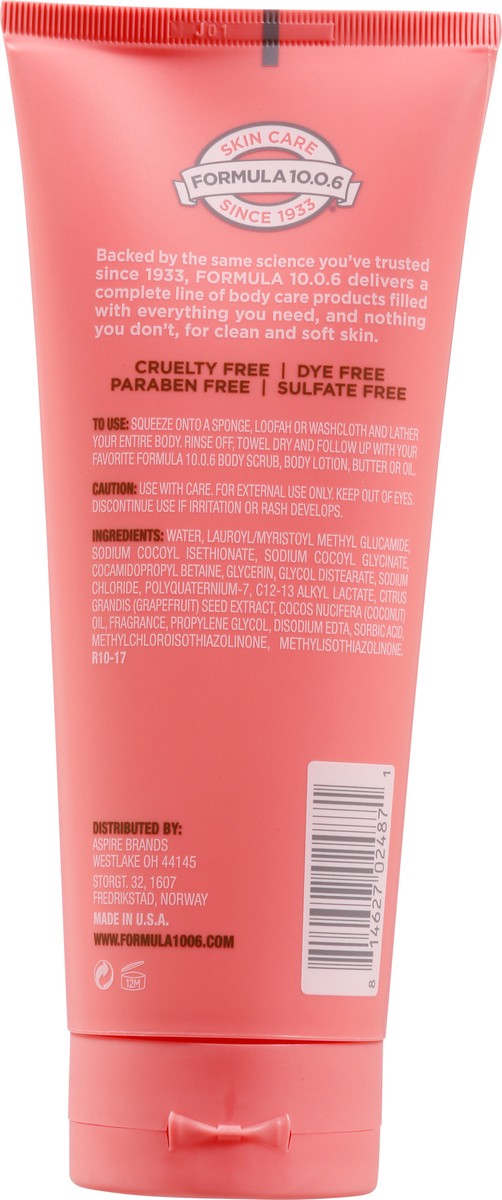 J01
SKIN CARE
FORMULA 10.0.6
SINCE 1933
Backed by the same science you've trusted
since 1933, FORMULA 10.0.6 delivers a
complete line of body care products filled
with everything you need, and nothing
you don't, for clean and soft skin.
CRUELTY FREE | DYE FREE
PARABEN FREE | SULFATE FREE
TO USE: SQUEEZE ONTO A SPONGE, LOOFAH OR WASHCLOTH AND LATHER
YOUR ENTIRE BODY. RINSE OFF, TOWEL DRY AND FOLLOW UP WITH YOUR
FAVORITE FORMULA 10.0.6 BODY SCRUB, BODY LOTION, BUTTER OR OIL.
CAUTION: USE WITH CARE. FOR EXTERNAL USE ONLY. KEEP OUT OF EYES.
DISCONTINUE USE IF IRRITATION OR RASH DEVELOPS.
INGREDIENTS: WATER, LAUROYL/MYRISTOYL METHYL GLUCAMIDE,
SODIUM COCOYL ISETHIONATE, SODIUM COCOYL GLYCINATE,
COCAMIDOPROPYL BETAINE, GLYCERIN, GLYCOL DISTEARATE, SODIUM
CHLORIDE, POLYQUATERNIUM-7, C12-13 ALKYL LACTATE, CITRUS
GRANDIS (GRAPEFRUIT) SEED EXTRACT, COCOS NUCIFERA (COCONUT)
OIL, FRAGRANCE, PROPYLENE GLYCOL, DISODIUM EDTA, SORBIC ACID,
METHYLCHLOROISOTHIAZOLINONE, METHYLISOTHIAZOLINONE.
R10-17
DISTRIBUTED BY:
ASPIRE BRANDS
WESTLAKE OH 44145
STORGT. 32, 1607
FREDRIKSTAD, NORWAY
MADE IN U.S.A.
WWW.FORMULA1006.COM
12M
8 14627 02487 1